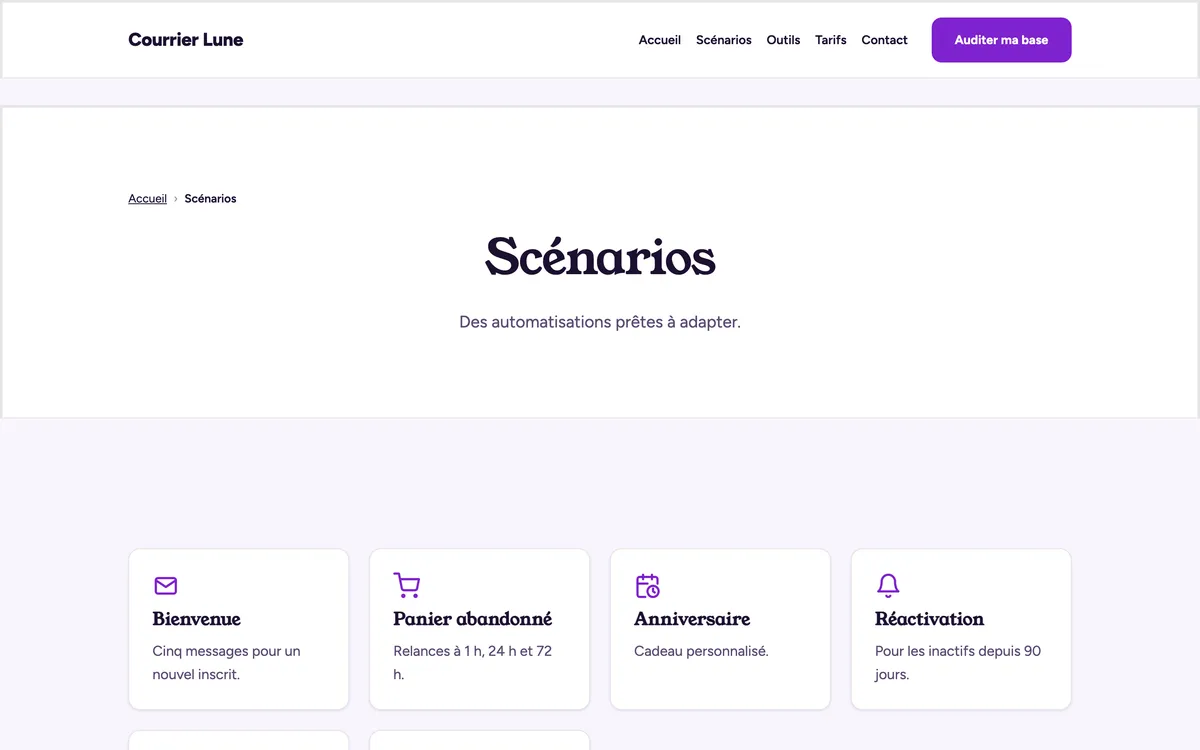 Courrier Lune
Accueil Scénarios Outils Tarifs Contact Auditer ma base
Accueil › Scénarios
Scénarios
Des automatisations prêtes à adapter.
Bienvenue
Cinq messages pour un
nouvel inscrit.
Panier abandonné
Relances à 1 h, 24 h et 72
h.
Anniversaire
Cadeau personnalisé.
Réactivation
Pour les inactifs depuis 90
jours.